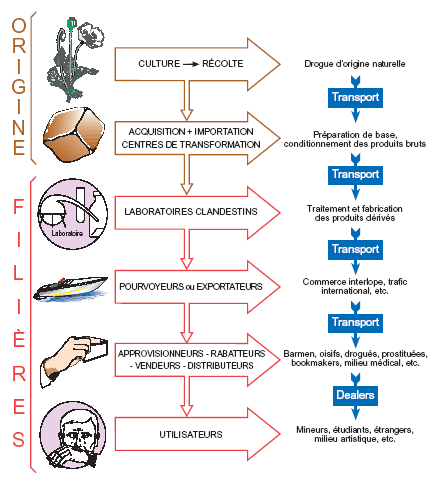 ORIGINE
CULTURE → RÉCOLTE
Drogue d'origine naturelle
Transport
ACQUISITION + IMPORTATION
CENTRES DE TRANSFORMATION
Préparation de base,
conditionnement des produits bruts
Transport
FILIÈRES
Laboratoire
LABORATOIRES CLANDESTINS
Traitement et fabrication
des produits dérivés
Transport
POURVOYEURS ou EXPORTATEURS
Commerce interlope, trafic
international, etc.
Transport
APPROVISIONNEURS - RABATTEURS
- VENDEURS - DISTRIBUTEURS
Barmen, oisifs, drogués, prostituées,
bookmakers, milieu médical, etc.
Dealers
UTILISATEURS
Mineurs, étudiants, étrangers,
milieu artistique, etc.